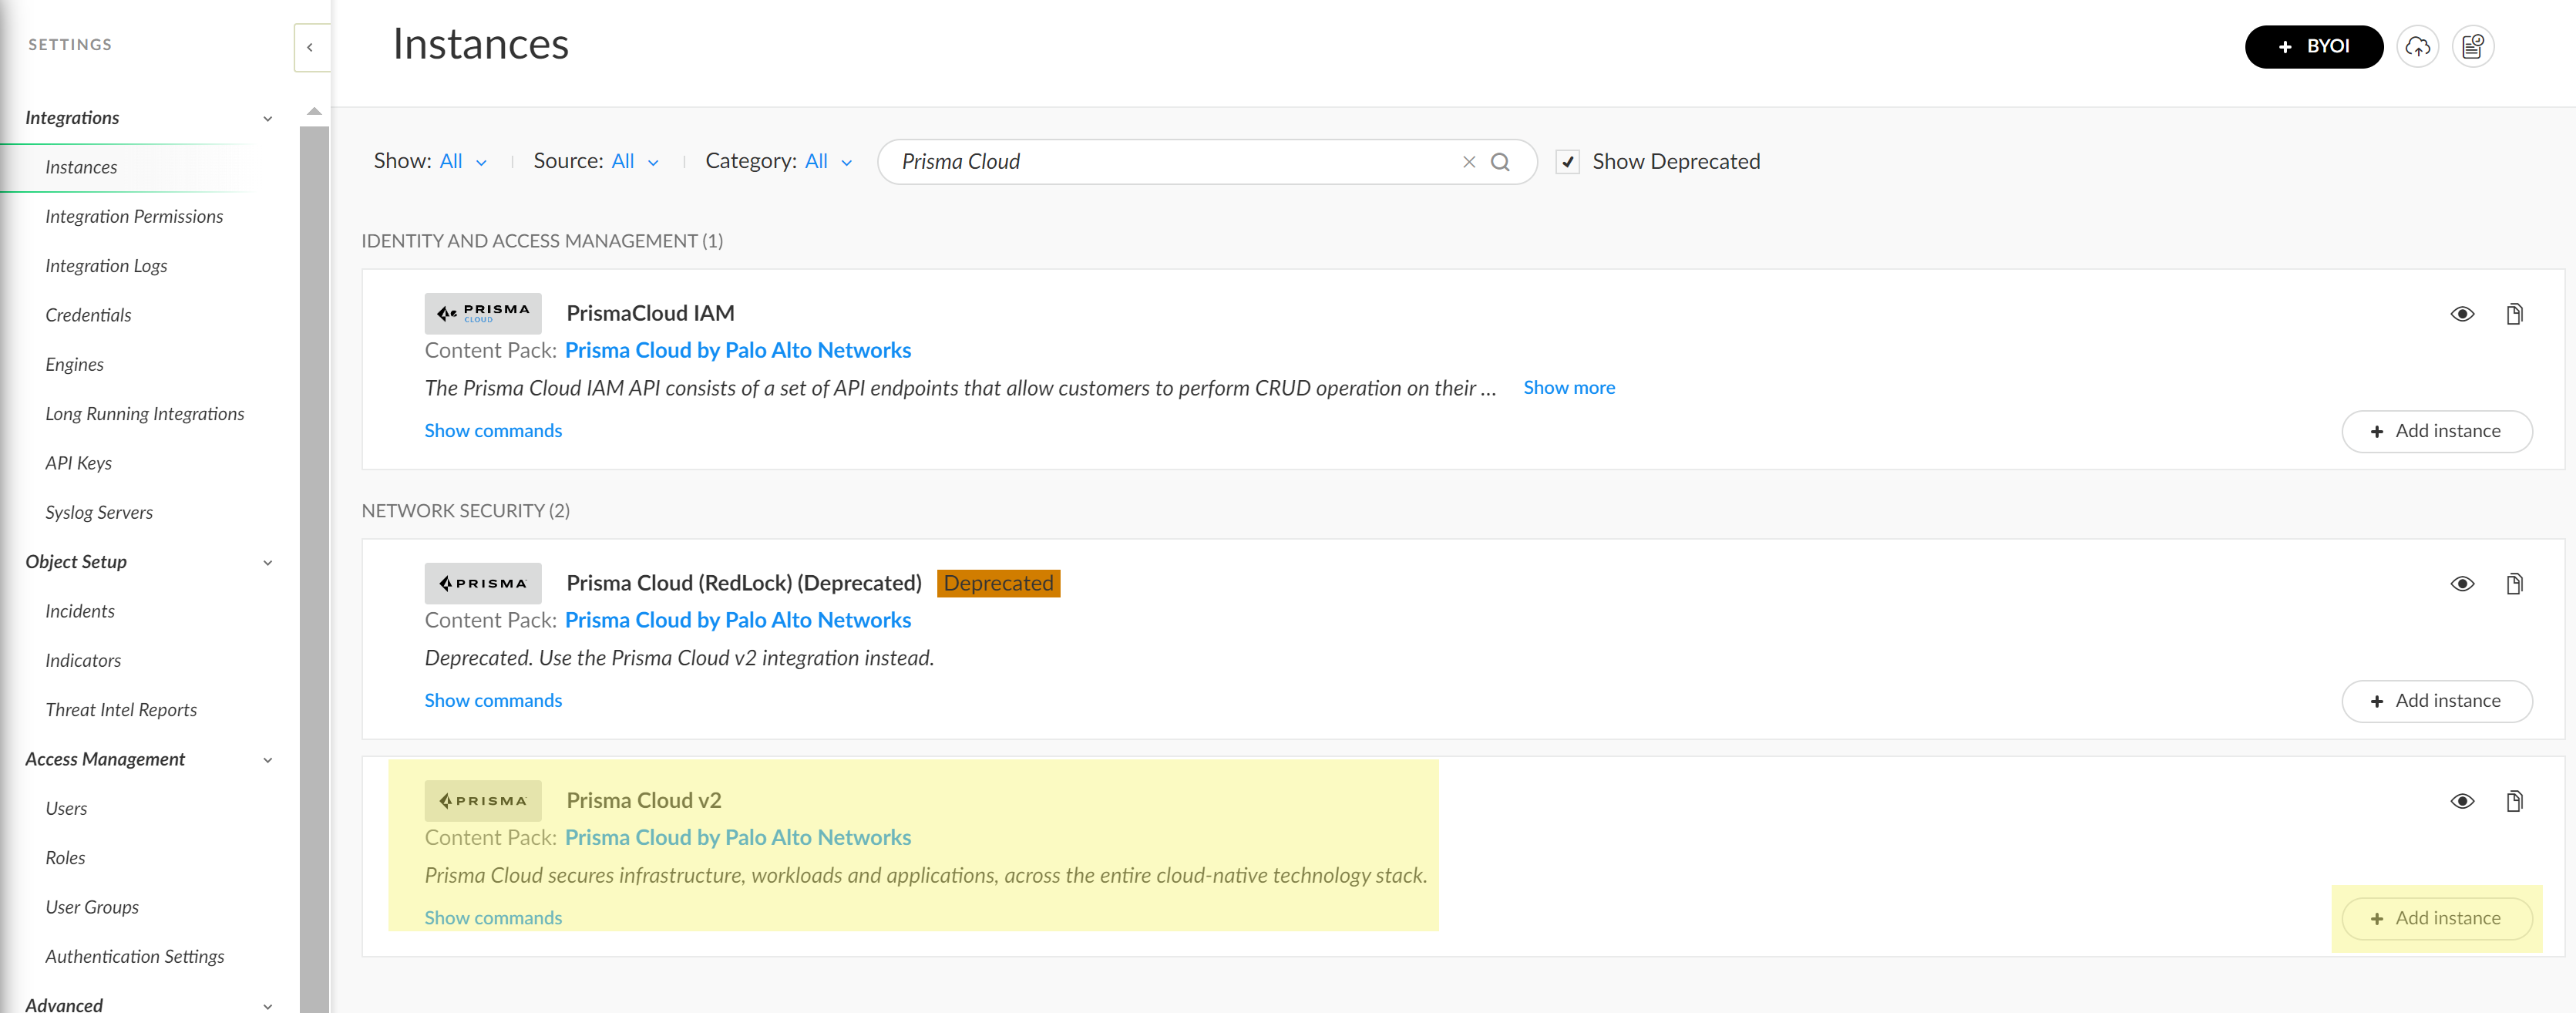 SETTINGS
Integrations
Instances
Integration Permissions
Integration Logs
Credentials
Engines
Long Running Integrations
API Keys
Syslog Servers
Object Setup
Incidents
Indicators
Threat Intel Reports
Access Management
Users
Roles
User Groups
Authentication Settings
Advanced
Instances
+ BYOI
Show: All Source: All Category: All Prisma Cloud Show Deprecated
IDENTITY AND ACCESS MANAGEMENT (1)
PRISMA
CLOUD
PrismaCloud IAM
Content Pack: Prisma Cloud by Palo Alto Networks
The Prisma Cloud IAM API consists of a set of API endpoints that allow customers to perform CRUD operation on their ... Show more
Show commands
+ Add instance
NETWORK SECURITY (2)
PRISMA Prisma Cloud (RedLock) (Deprecated) Deprecated
Content Pack: Prisma Cloud by Palo Alto Networks
Deprecated. Use the Prisma Cloud v2 integration instead.
Show commands
+ Add instance
PRISMA Prisma Cloud v2
Content Pack: Prisma Cloud by Palo Alto Networks
Prisma Cloud secures infrastructure, workloads and applications, across the entire cloud-native technology stack.
Show commands
+ Add instance